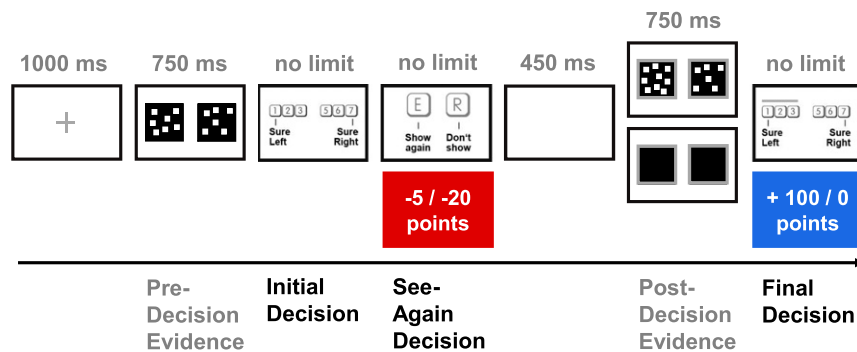 750 ms
1000 ms
750 ms
no limit
no limit
450 ms
no limit
1 2 3 5 6 7
Sure Left
Sure Right
E R
Show again
Don't show
1 2 3 5 6 7
Sure Left
Sure Right
-5 / -20
points
+ 100 / 0
points
Pre-
Decision
Evidence
Initial
Decision
See-
Again
Decision
Post-
Decision
Evidence
Final
Decision